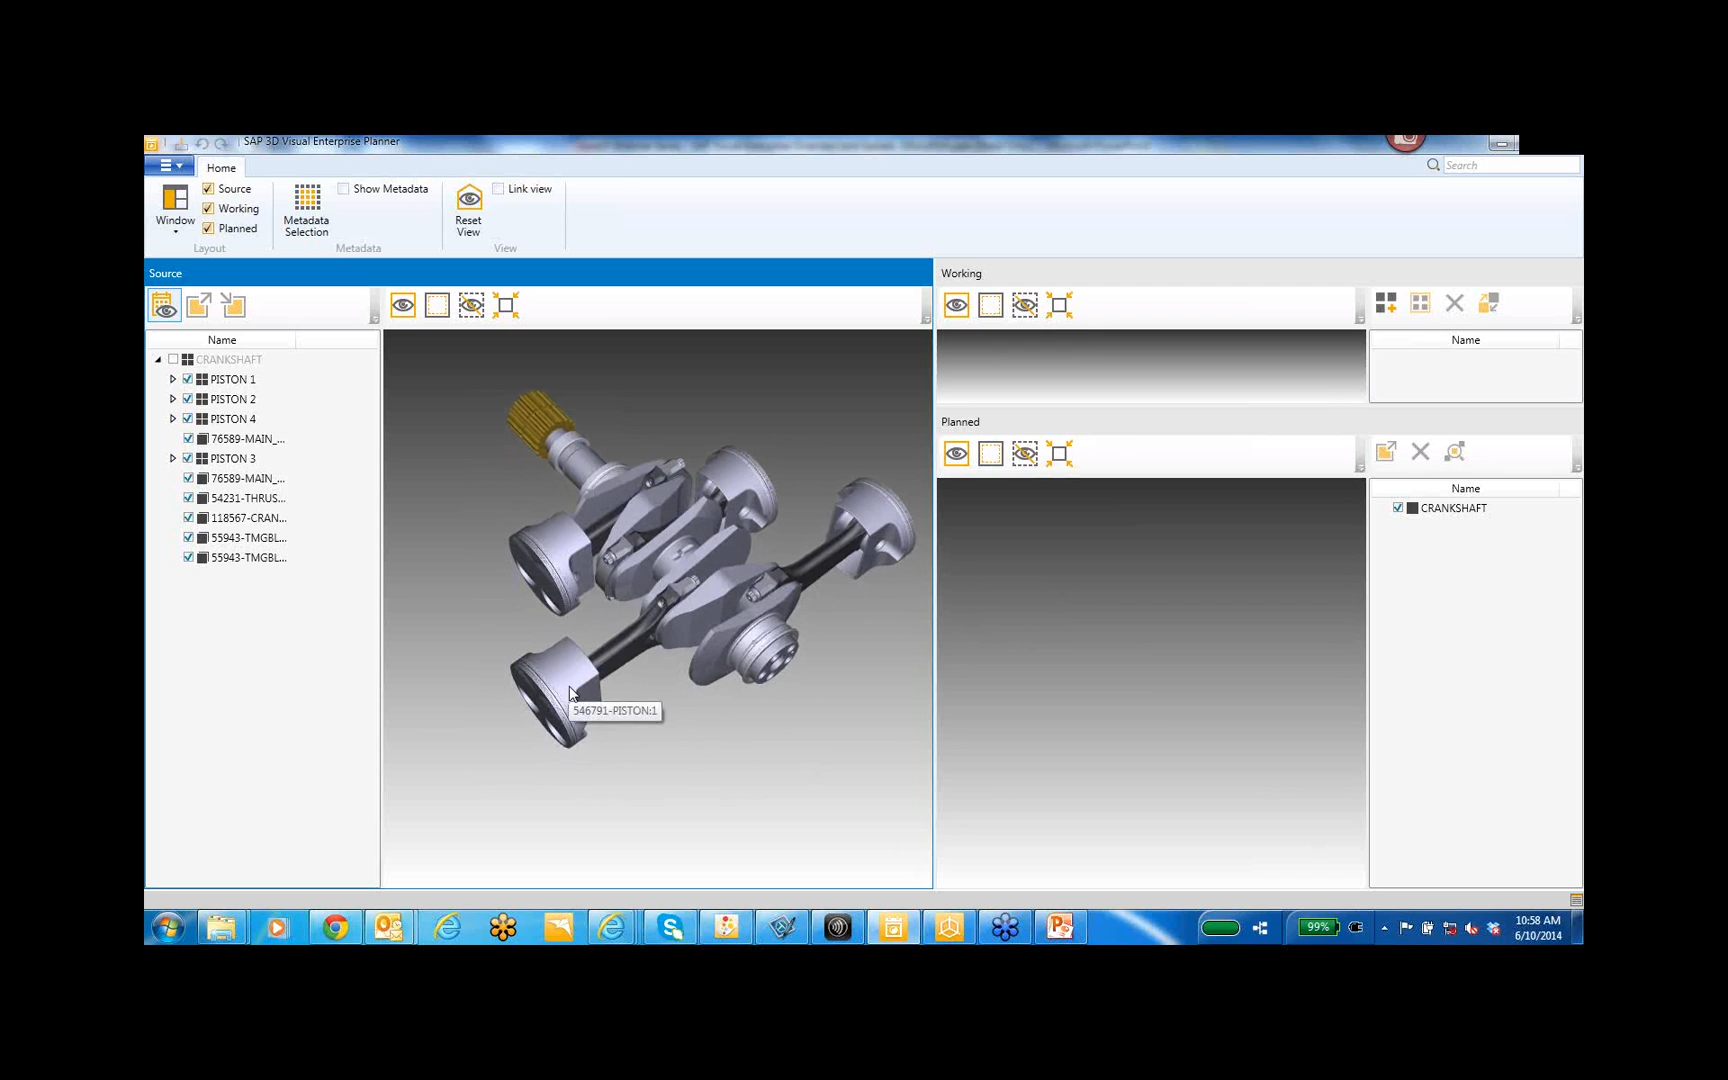 SAP 3D Visual Enterprise Planner
Home
Search
Window
Source
Working
Planned
Layout
Metadata Selection
Show Metadata
Metadata
Reset View
Link view
View
Source
Name
CRANKSHAFT
PISTON 1
PISTON 2
PISTON 4
76589-MAIN_...
PISTON 3
76589-MAIN_...
54231-THRUS...
118567-CRAN...
55943-TMGBL...
55943-TMGBL...
546791-PISTON:1
Working
Name
Planned
Name
CRANKSHAFT
99%
10:58 AM
6/10/2014